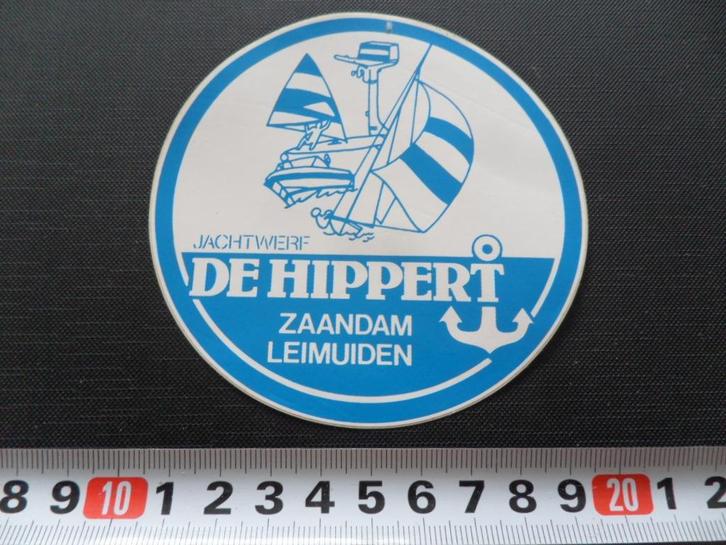 JACHTWERF
DE HIPPERT
ZAANDAM
LEIMUIDEN
8 9 10 1 2 3 4 5 6 7 8 9 20 1 2